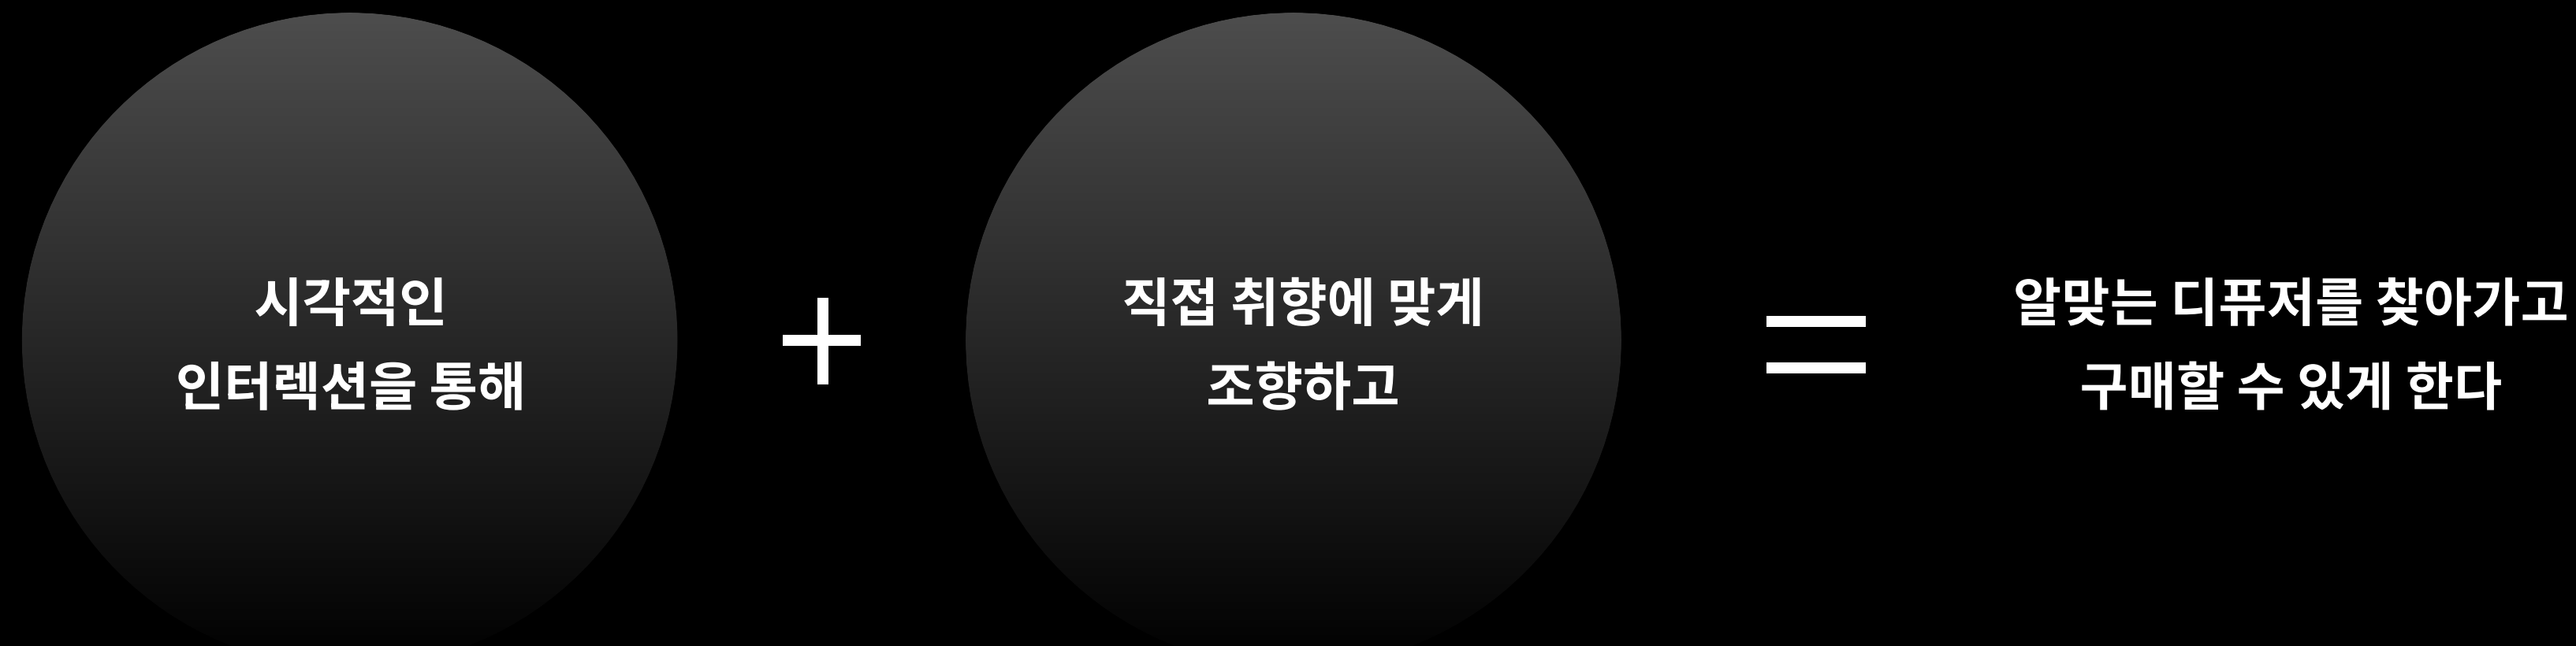 시각적인
인터렉션을 통해
+
직접 취향에 맞게
조향하고
=
알맞는 디퓨저를 찾아가고
구매할 수 있게 한다